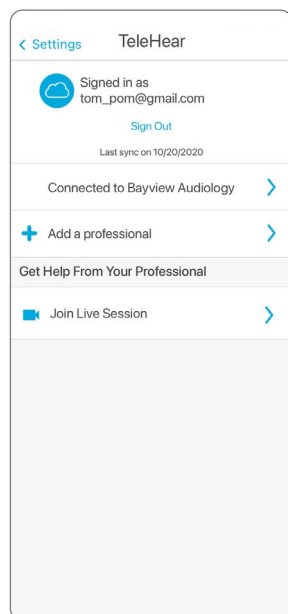 Settings TeleHear
Signed in as
tom_pom@gmail.com
Sign Out
Last sync on 10/20/2020
Connected to Bayview Audiology
Add a professional
Get Help From Your Professional
Join Live Session